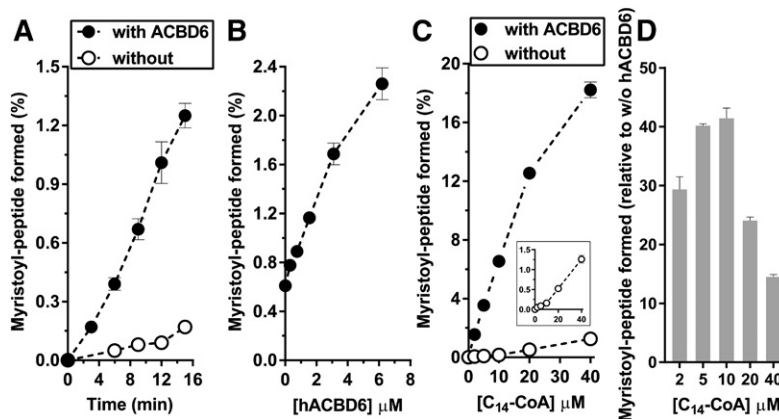 A
with ACBD6
without
Myristoyl-peptide formed (%)
1.5
1.2
0.9
0.6
0.3
0.0
0 4 8 12 16
Time (min)
B
Myristoyl-peptide formed (%)
2.4
2.0
1.6
1.2
0.8
0.4
0.0
0 2 4 6 8
[hACBD6] μM
C
with ACBD6
without
Myristoyl-peptide formed (%)
20
16
12
8
4
0
1.5
1.0
0.5
0.0
0 20 40
0 10 20 30 40
[C14-CoA] μM
D
Myristoyl-peptide formed (relative to w/o hACBD6)
50
40
30
20
10
0
2 5 10 20 40
[C14-CoA] μM